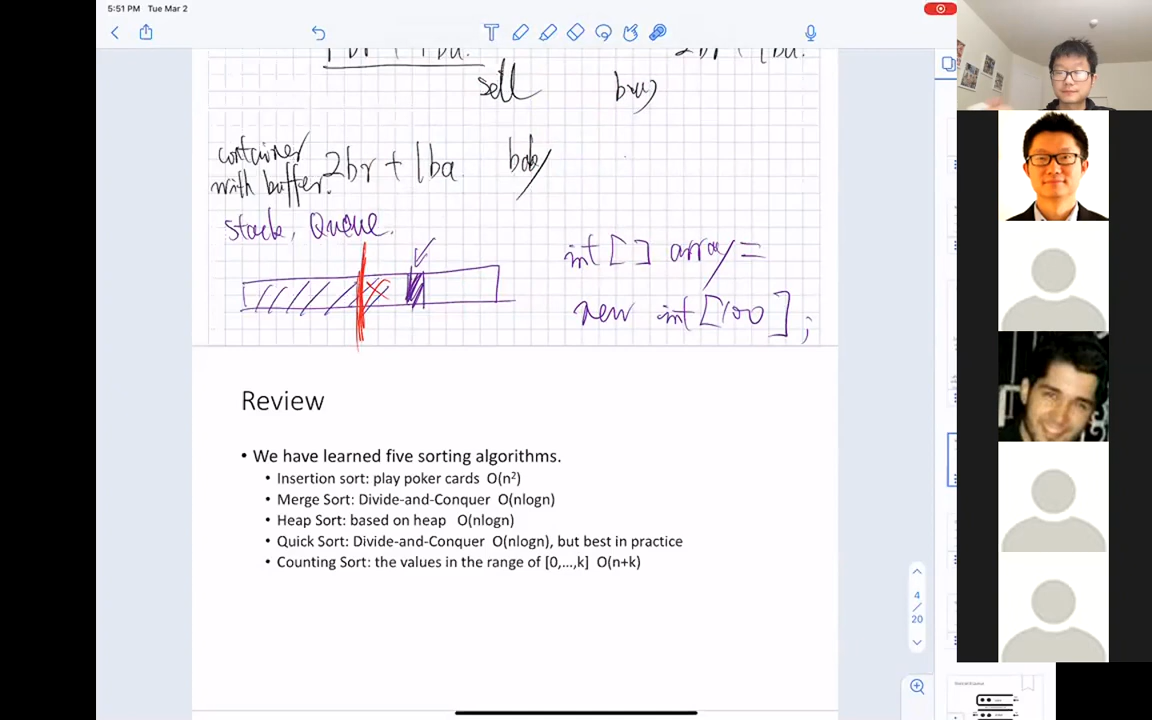 5:51 PM Tue Mar 2
sell buy
container
with buffer. 2br + 1ba.
stack, Queue.
int [ ] array =
new int [100];
Review
• We have learned five sorting algorithms.
• Insertion sort: play poker cards O(n²)
• Merge Sort: Divide-and-Conquer O(nlogn)
• Heap Sort: based on heap O(nlogn)
• Quick Sort: Divide-and-Conquer O(nlogn), but best in practice
• Counting Sort: the values in the range of [0,...,k] O(n+k)
4
/
20